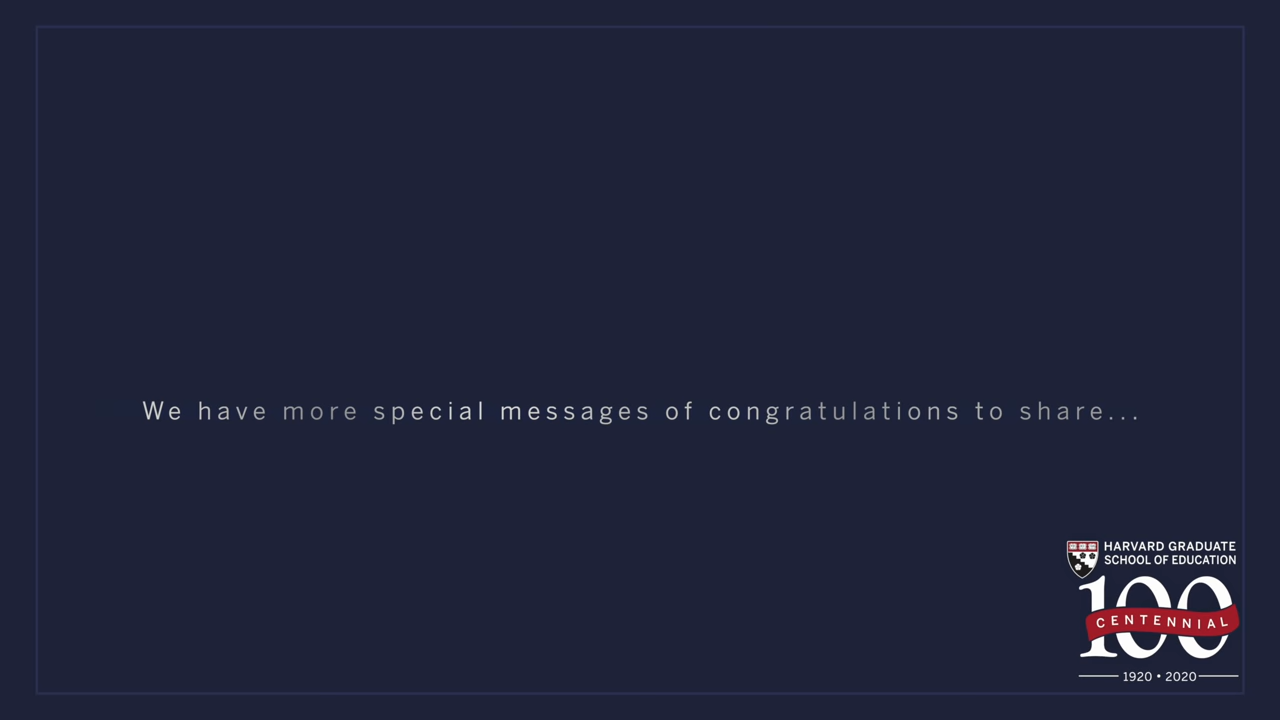 We have more special messages of congratulations to share...
HARVARD GRADUATE
SCHOOL OF EDUCATION
100
CENTENNIAL
1920 • 2020